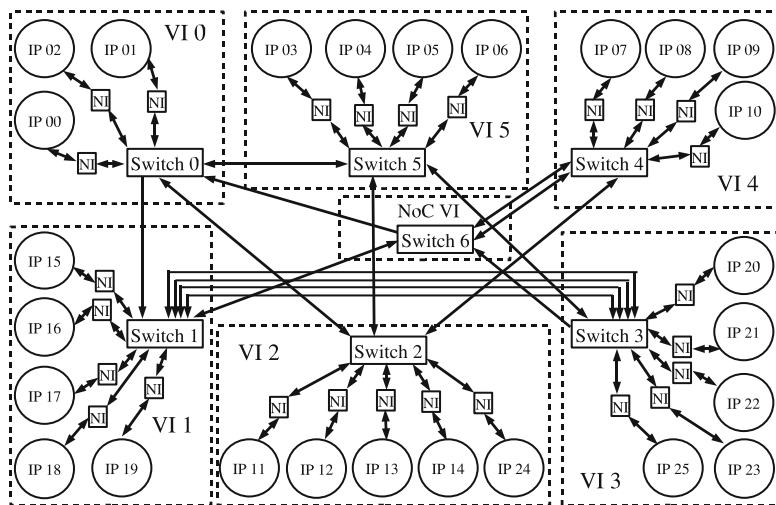 IP 02
IP 01
VI 0
IP 00
NI
NI
NI
Switch 0
IP 03
IP 04
IP 05
IP 06
NI
NI
NI
NI
VI 5
Switch 5
IP 07
IP 08
IP 09
IP 10
NI
NI
NI
NI
Switch 4
VI 4
NoC VI
Switch 6
IP 15
IP 16
IP 17
IP 18
IP 19
NI
NI
NI
NI
NI
Switch 1
VI 1
VI 2
Switch 2
NI
NI
NI
NI
NI
IP 11
IP 12
IP 13
IP 14
IP 24
Switch 3
IP 20
IP 21
IP 22
IP 23
IP 25
NI
NI
NI
NI
NI
VI 3